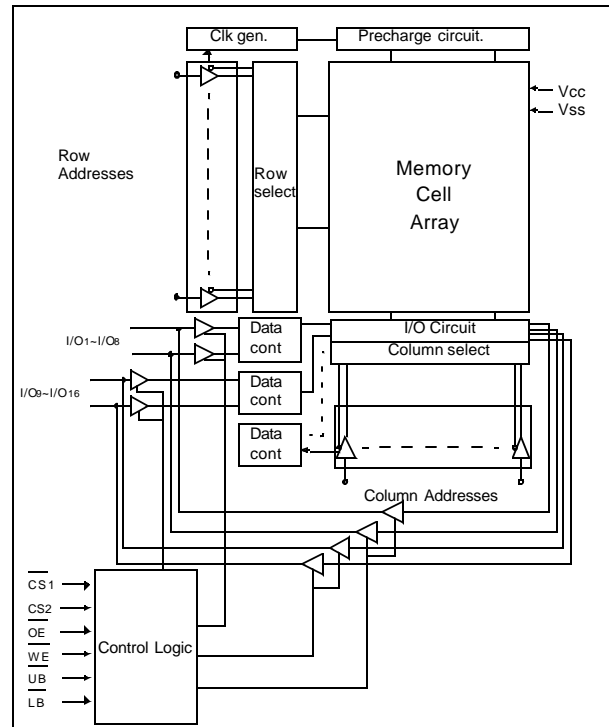 Clk gen.
Precharge circuit.
Vcc
Vss
Row
Addresses
Row
select
Memory
Cell
Array
I/O1~I/O8
Data
cont
I/O Circuit
Column select
I/O9~I/O16
Data
cont
Data
cont
Column Addresses
CS1
CS2
OE
WE
UB
LB
Control Logic